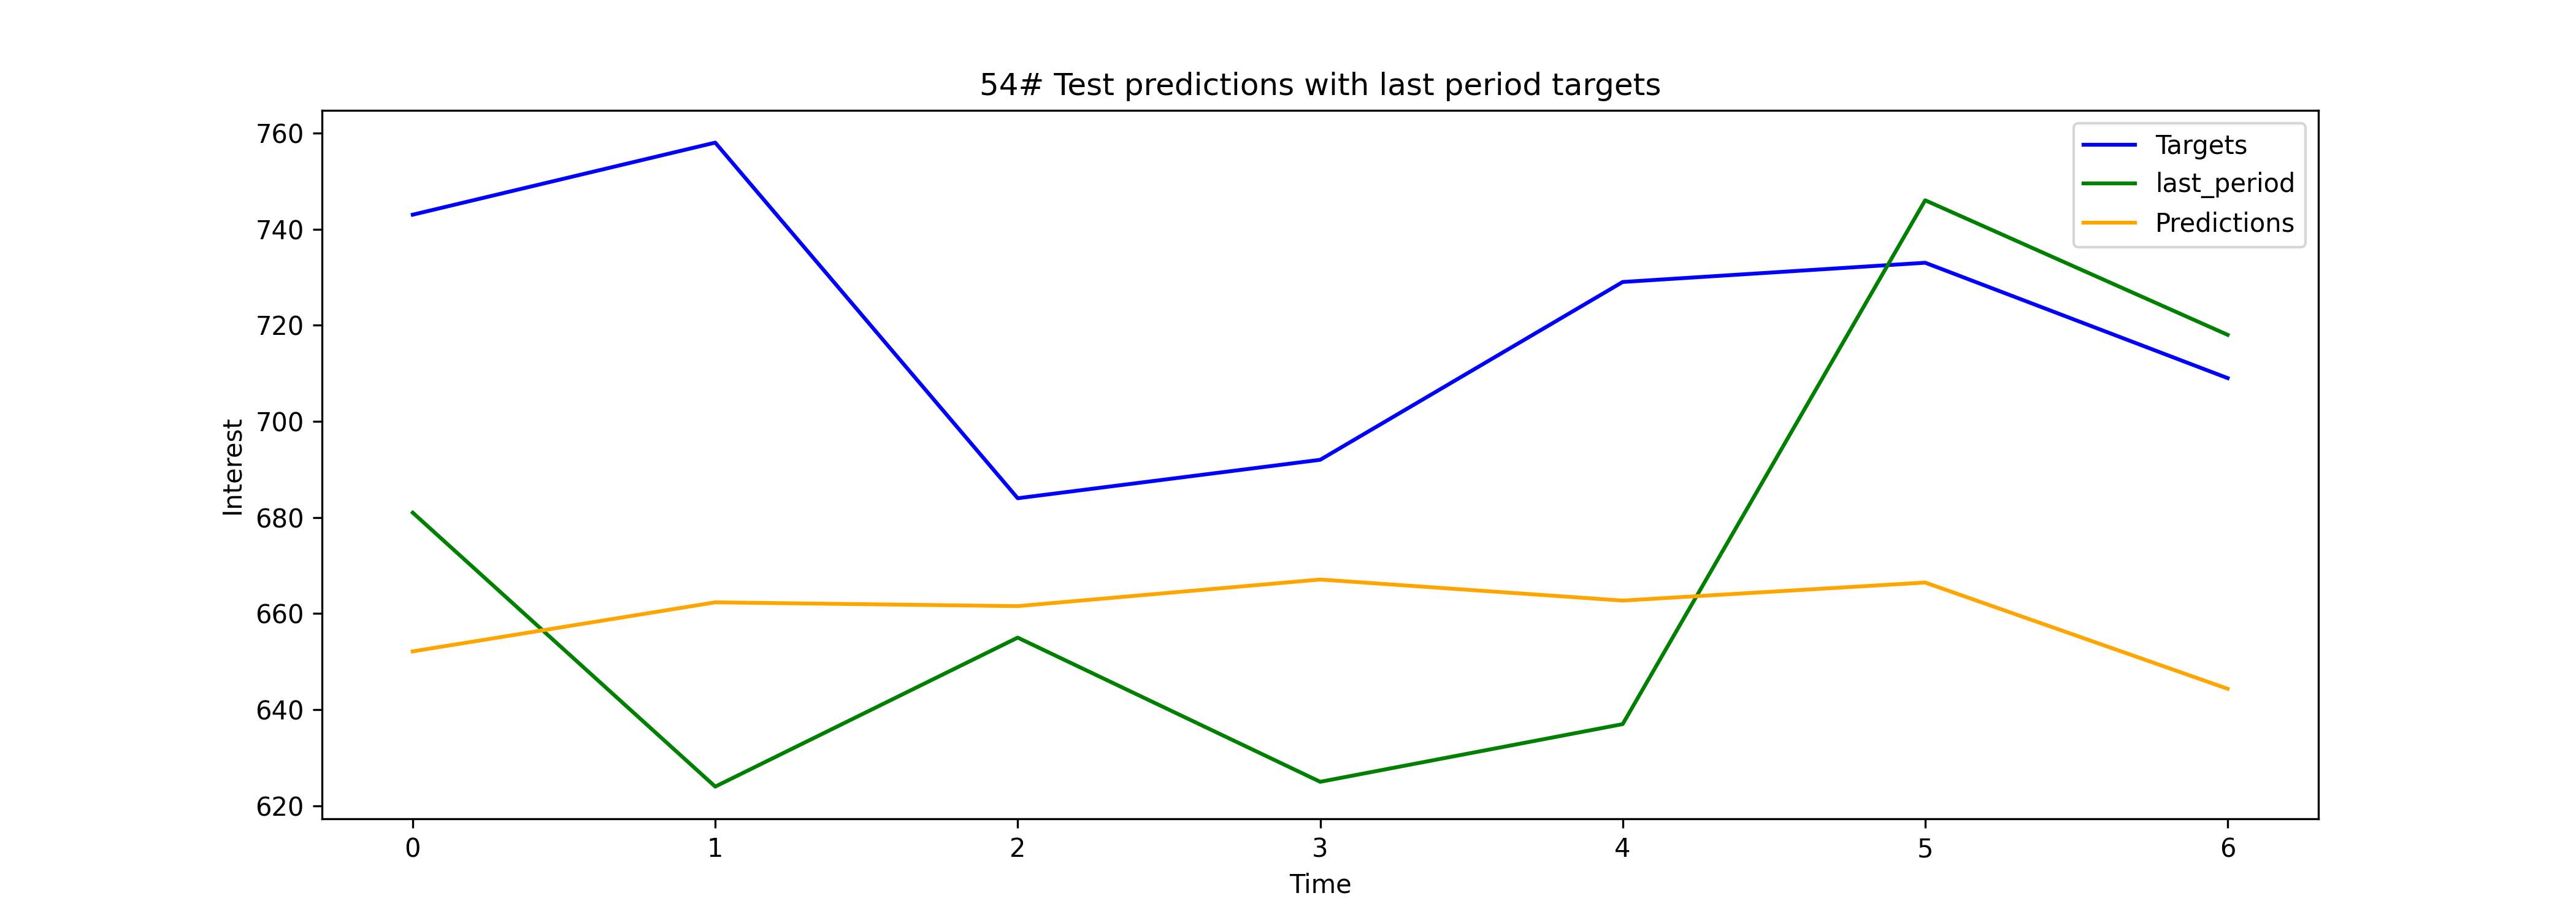 54# Test predictions with last period targets
760
740
720
700
680
660
640
620
Interest
Targets
last_period
Predictions
0 1 2 3 4 5 6
Time